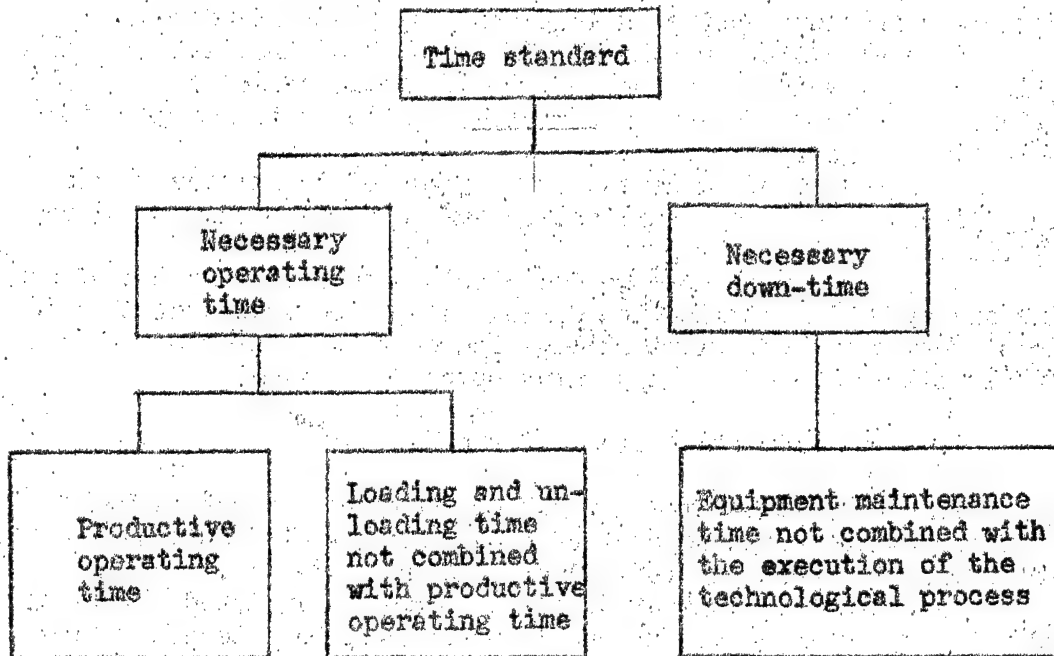 Time standard
Necessary
operating
time
Necessary
down-time
Productive
operating
time
Loading and un-
loading time
not combined
with productive
operating time
Equipment maintenance
time not combined with
the execution of the
technological process